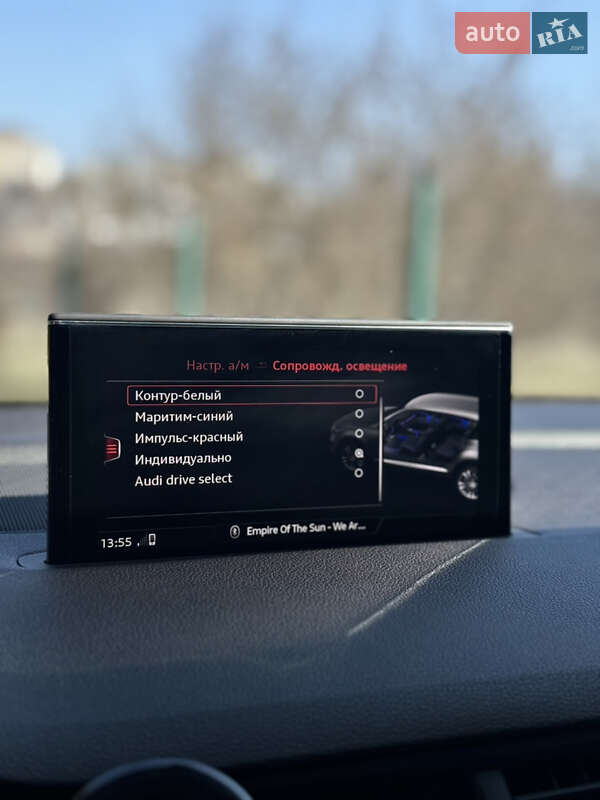 auto RIA .com
Настр. а/м Сопровожд. освещение
Контур-белый
Маритим-синий
Импульс-красный
Индивидуально
Audi drive select
13:55
Empire Of The Sun - We Ar...